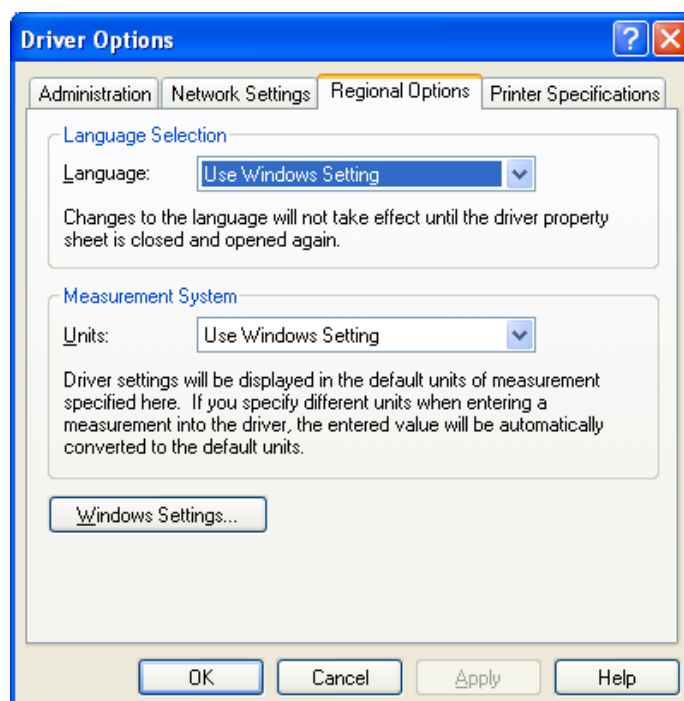 Driver Options
Administration Network Settings Regional Options Printer Specifications
Language Selection
Language: Use Windows Setting
Changes to the language will not take effect until the driver property
sheet is closed and opened again.
Measurement System
Units: Use Windows Setting
Driver settings will be displayed in the default units of measurement
specified here. If you specify different units when entering a
measurement into the driver, the entered value will be automatically
converted to the default units.
Windows Settings...
OK Cancel Apply Help